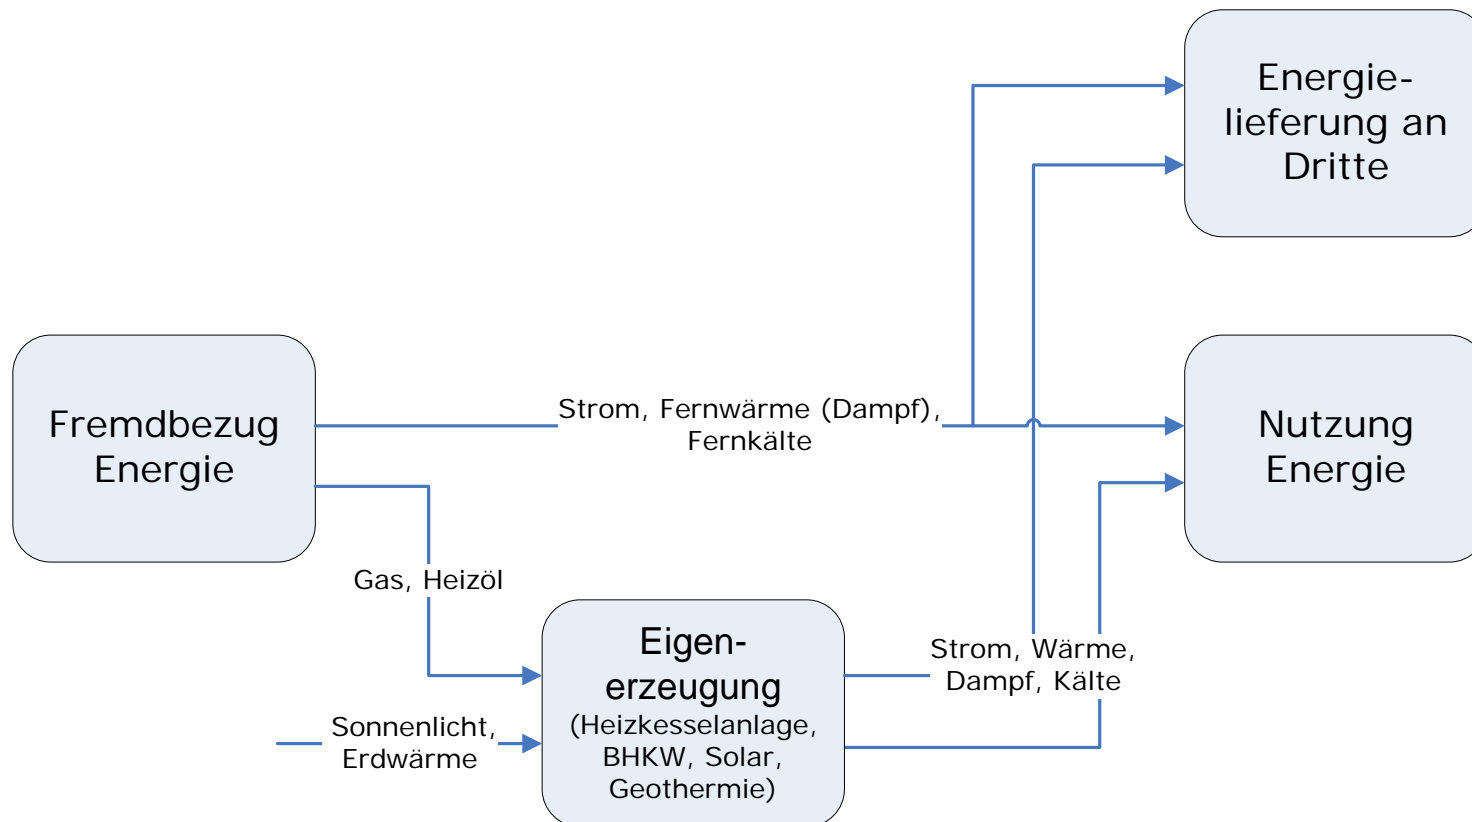 Energie-
lieferung an
Dritte
Fremdbezug
Energie
Strom, Fernwärme (Dampf),
Fernkälte
Nutzung
Energie
Gas, Heizöl
Eigen-
erzeugung
(Heizkesselanlage,
BHKW, Solar,
Geothermie)
Strom, Wärme,
Dampf, Kälte
Sonnenlicht,
Erdwärme